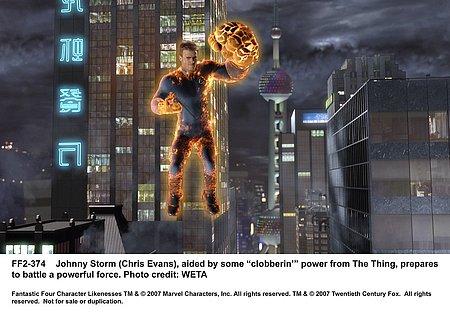 FF2-374 Johnny Storm (Chris Evans), aided by some “clobberin’” power from The Thing, prepares
to battle a powerful force. Photo credit: WETA
Fantastic Four Character Likenesses TM & © 2007 Marvel Characters, Inc. All rights reserved. TM & © 2007 Twentieth Century Fox. All rights
reserved. Not for sale or duplication.